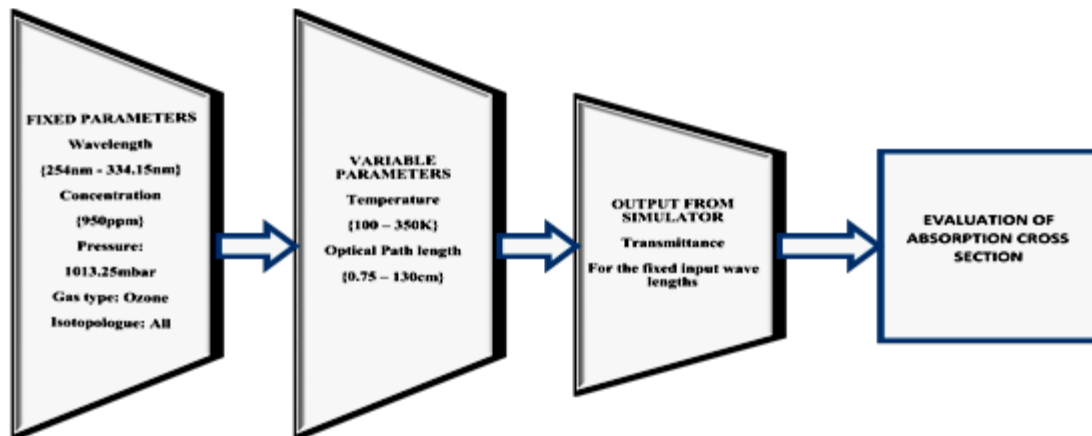 FIXED PARAMETERS
Wavelength
{254nm - 334.15nm}
Concentration
{950ppm}
Pressure:
1013.25mbar
Gas type: Ozone
Isotopologue: All
VARIABLE
PARAMETERS
Temperature
{100 – 350K}
Optical Path length
{0.75 – 130cm}
OUTPUT FROM
SIMULATOR
Transmittance
For the fixed input wave
lengths
EVALUATION OF
ABSORPTION CROSS
SECTION